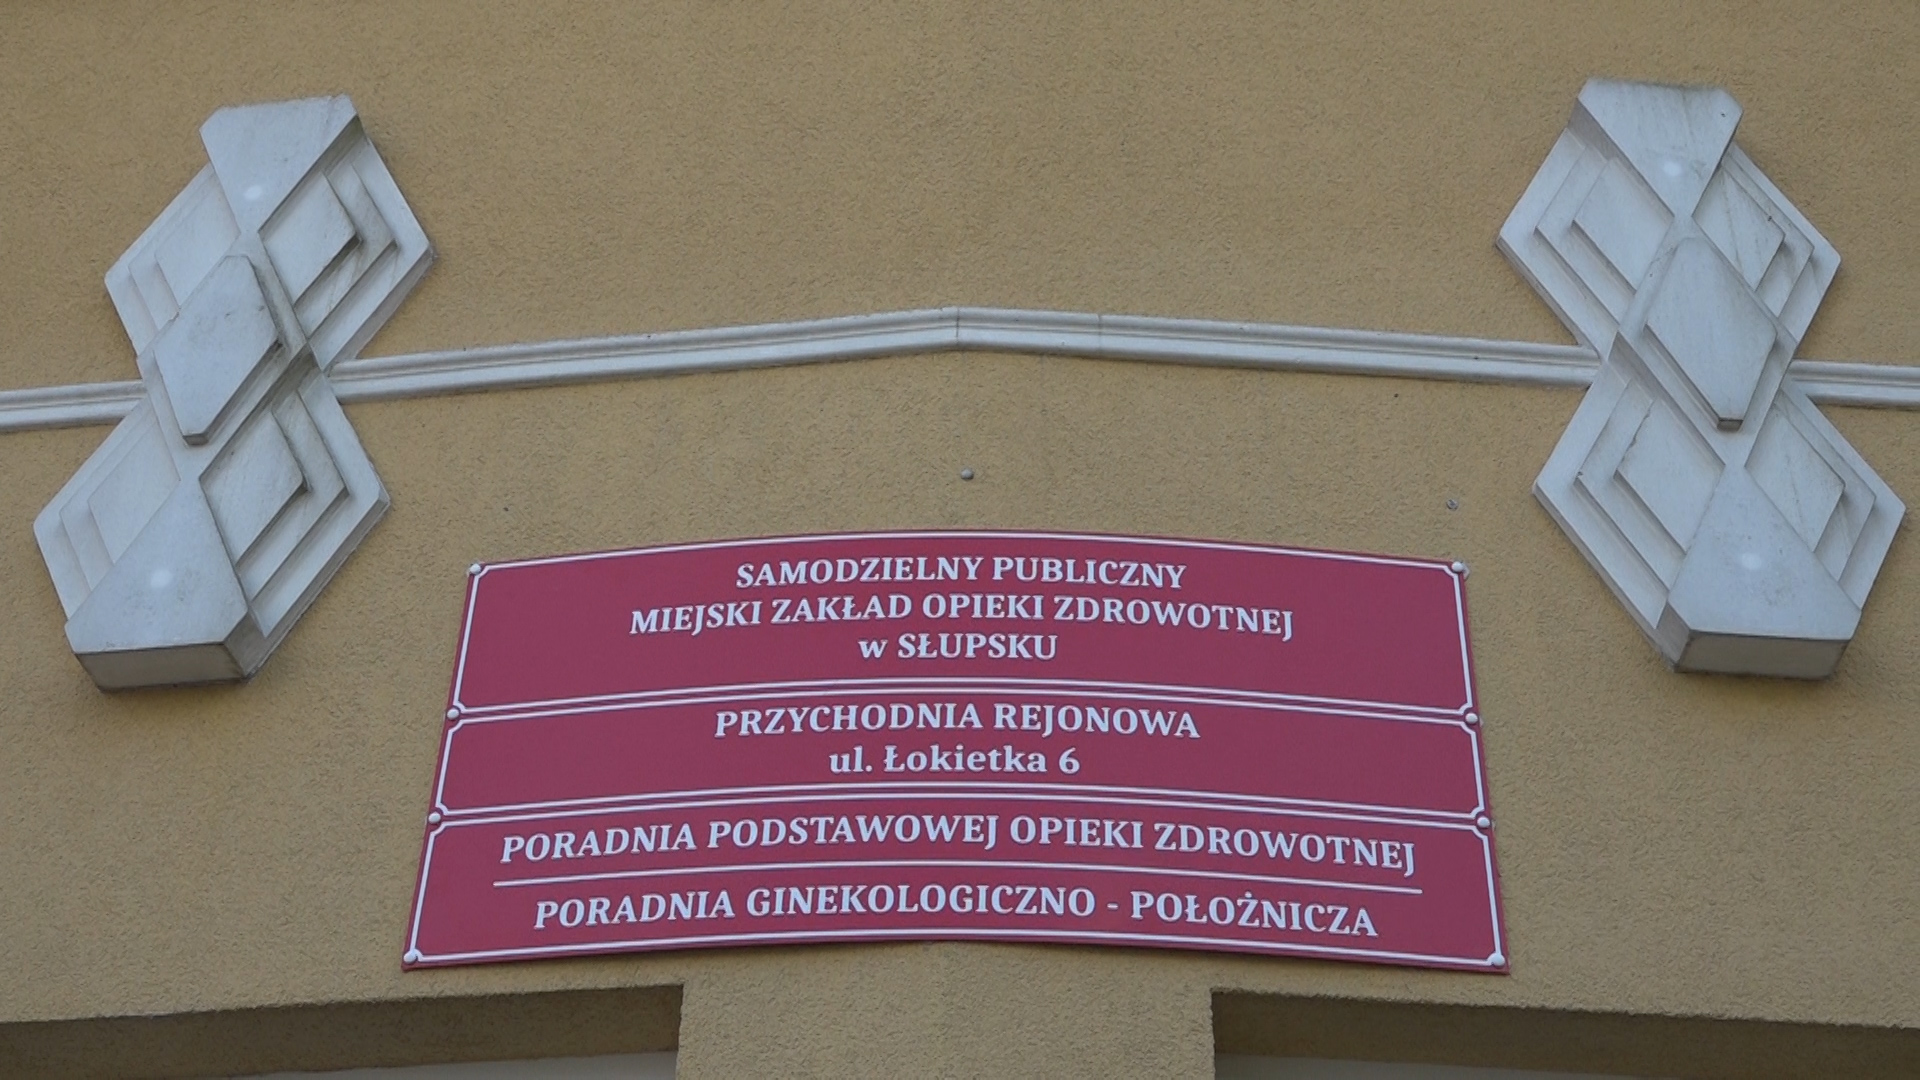 SAMODZIELNY PUBLICZNY
MIEJSKI ZAKŁAD OPIEKI ZDROWOTNEJ
w SŁUPSKU
PRZYCHODNIA REJONOWA
ul. Łokietka 6
PORADNIA PODSTAWOWEJ OPIEKI ZDROWOTNEJ
PORADNIA GINEKOLOGICZNO - POŁOŻNICZA